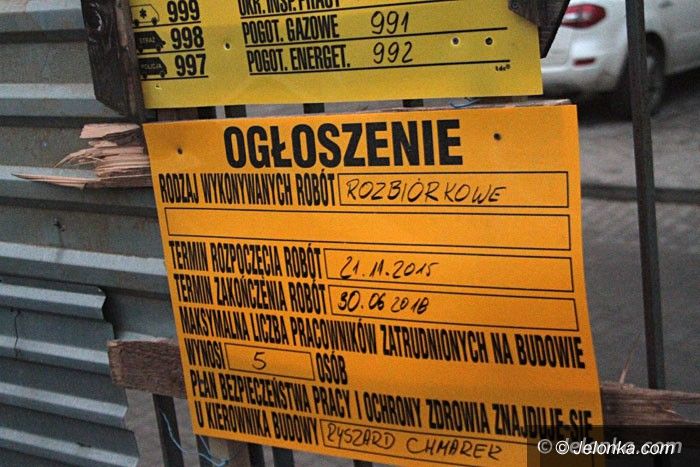 999
998
997
STRAŻ
POLICJA
OKR. INSP. PRACY
POGOT. GAZOWE 991
POGOT. ENERGET. 992
OGŁOSZENIE
RODZAJ WYKONYWANYCH ROBÓT ROZBIÓRKOWE
TERMIN ROZPOCZĘCIA ROBÓT 21.11.2015
TERMIN ZAKOŃCZENIA ROBÓT 30.06 2018
MAKSYMALNA LICZBA PRACOWNIKÓW ZATRUDNIONYCH NA BUDOWIE
WYNOSI 5 OSÓB
PLAN BEZPIECZEŃSTWA PRACY I OCHRONY ZDROWIA ZNAJDUJE-SIĘ
U KIEROWNIKA BUDOWY RYSZARD CHMAREK
© Jelonka.com